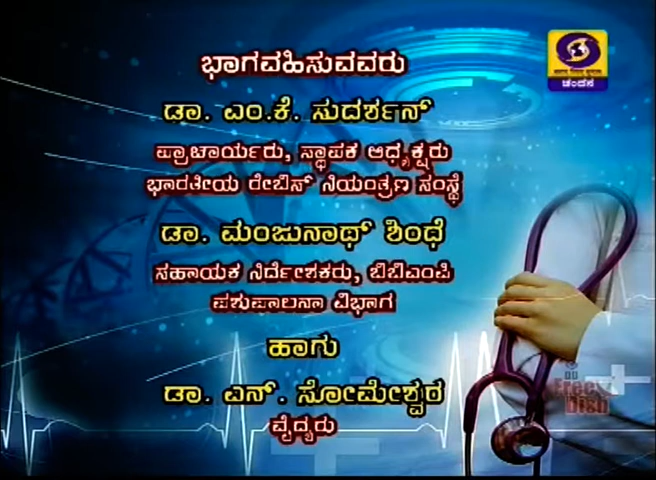 ಭಾಗವಹಿಸುವವರು
ಡಾ. ಎಂ.ಕೆ. ಸುದರ್ಶನ್
ಪ್ರಾಚಾರ್ಯರು, ಸ್ಥಾಪಕ ಆಧ್ಯಕ್ಷರು
ಭಾರತೀಯ ರೇಬಿಸ್ ನಿಯಂತ್ರಣ ಸಂಸ್ಥೆ
ಡಾ. ಮಂಜುನಾಥ್ ಶಿಂಧೆ
ಸಹಾಯಕ ನಿರ್ದೇಶಕರು, ಬಿಬಿಎಂಪಿ
ಪಶುಪಾಲನಾ ವಿಭಾಗ
ಹಾಗು
ಡಾ. ಎನ್. ಸೋಮೇಶ್ವರ
ವೈದ್ಯರು
ಚಂದನ
DD
Free
Dish